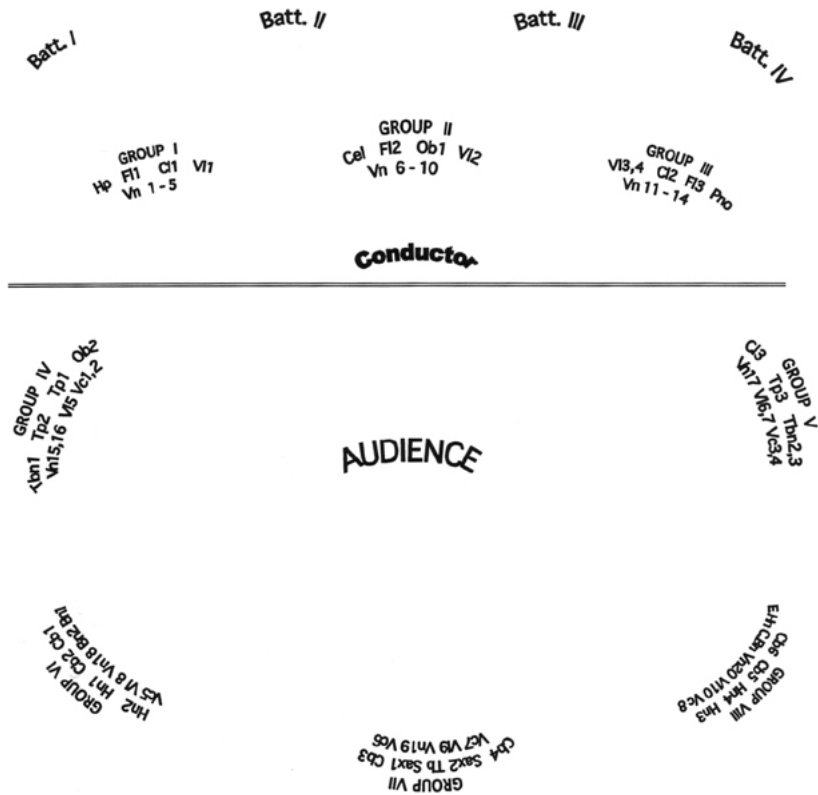 Batt. I
Batt. II
Batt. III
Batt. IV
GROUP I
Hp Fl1 Cl1 Vl1
Vn 1-5
GROUP II
Cel Fl2 Ob1 Vl2
Vn 6-10
GROUP III
Vl3,4 Cl2 Fl3 Pno
Vn 11-14
Conductor
GROUP IV
Tbn1 Tp2 Tp1 Ob2
Vn15,16 Vl5 Vc1,2
AUDIENCE
GROUP V
Cl3 Tp3 Tbn2,3
Vn17 Vl6,7 Vc3,4
GROUP VI
Hn2 Hn1 Cb2 Cb1
Vc5 Vl 8 Vn18 Bn2 Bn1
GROUP VII
Cb4 Sax2 Tb Sax1 Cb3
Vc7 Vl9 Vn19 Vc6
GROUP VIII
Cb6 Cb5 Hn4 Hn3
E.Hn C.Bn Vn20 Vl10 Vc8